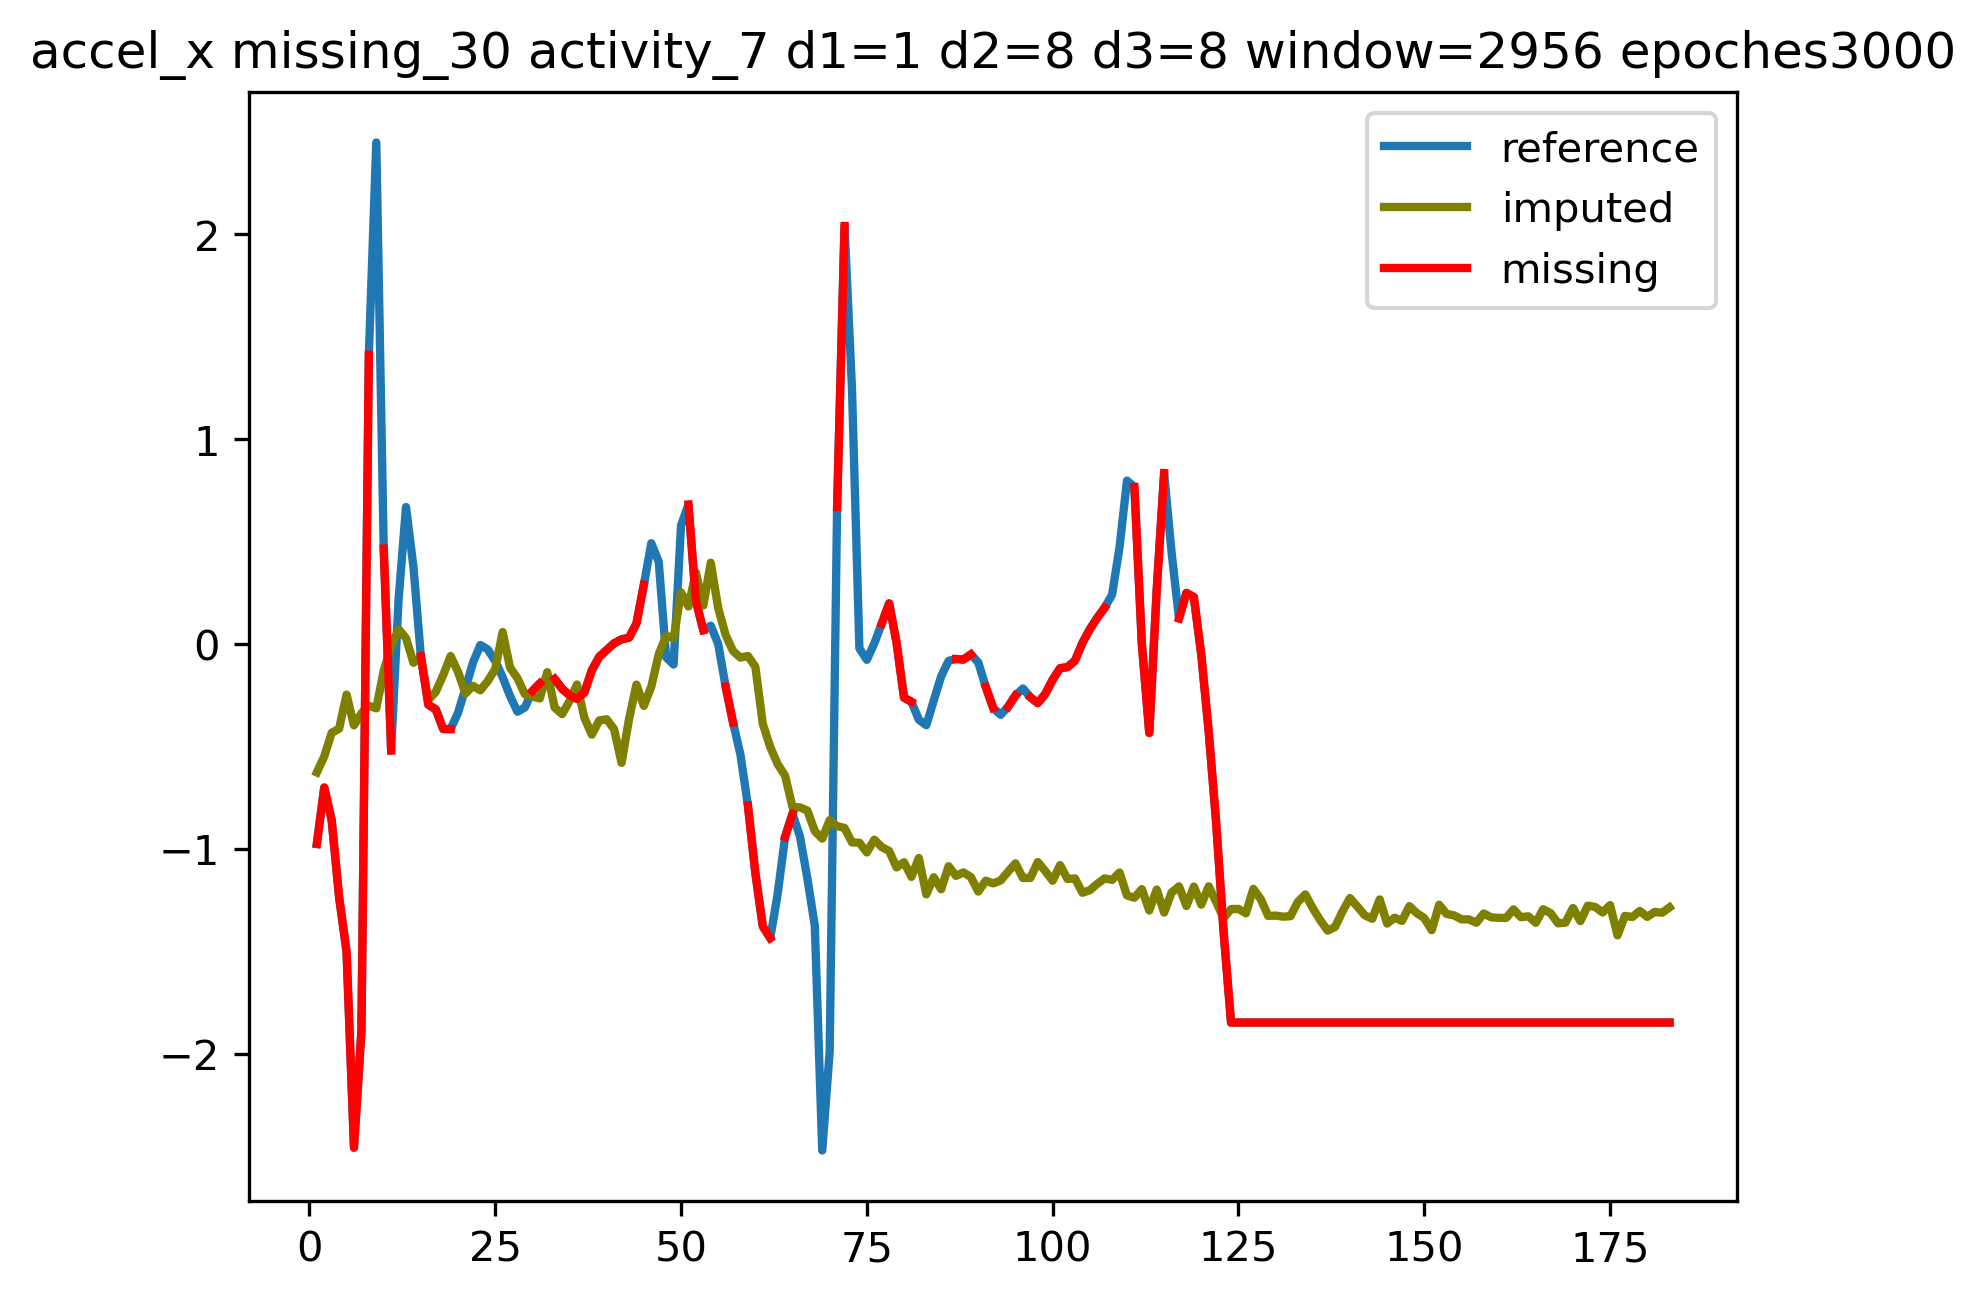 accel_x missing_30 activity_7 d1=1 d2=8 d3=8 window=2956 epoches3000
reference
imputed
missing
2
1
0
−1
−2
0 25 50 75 100 125 150 175